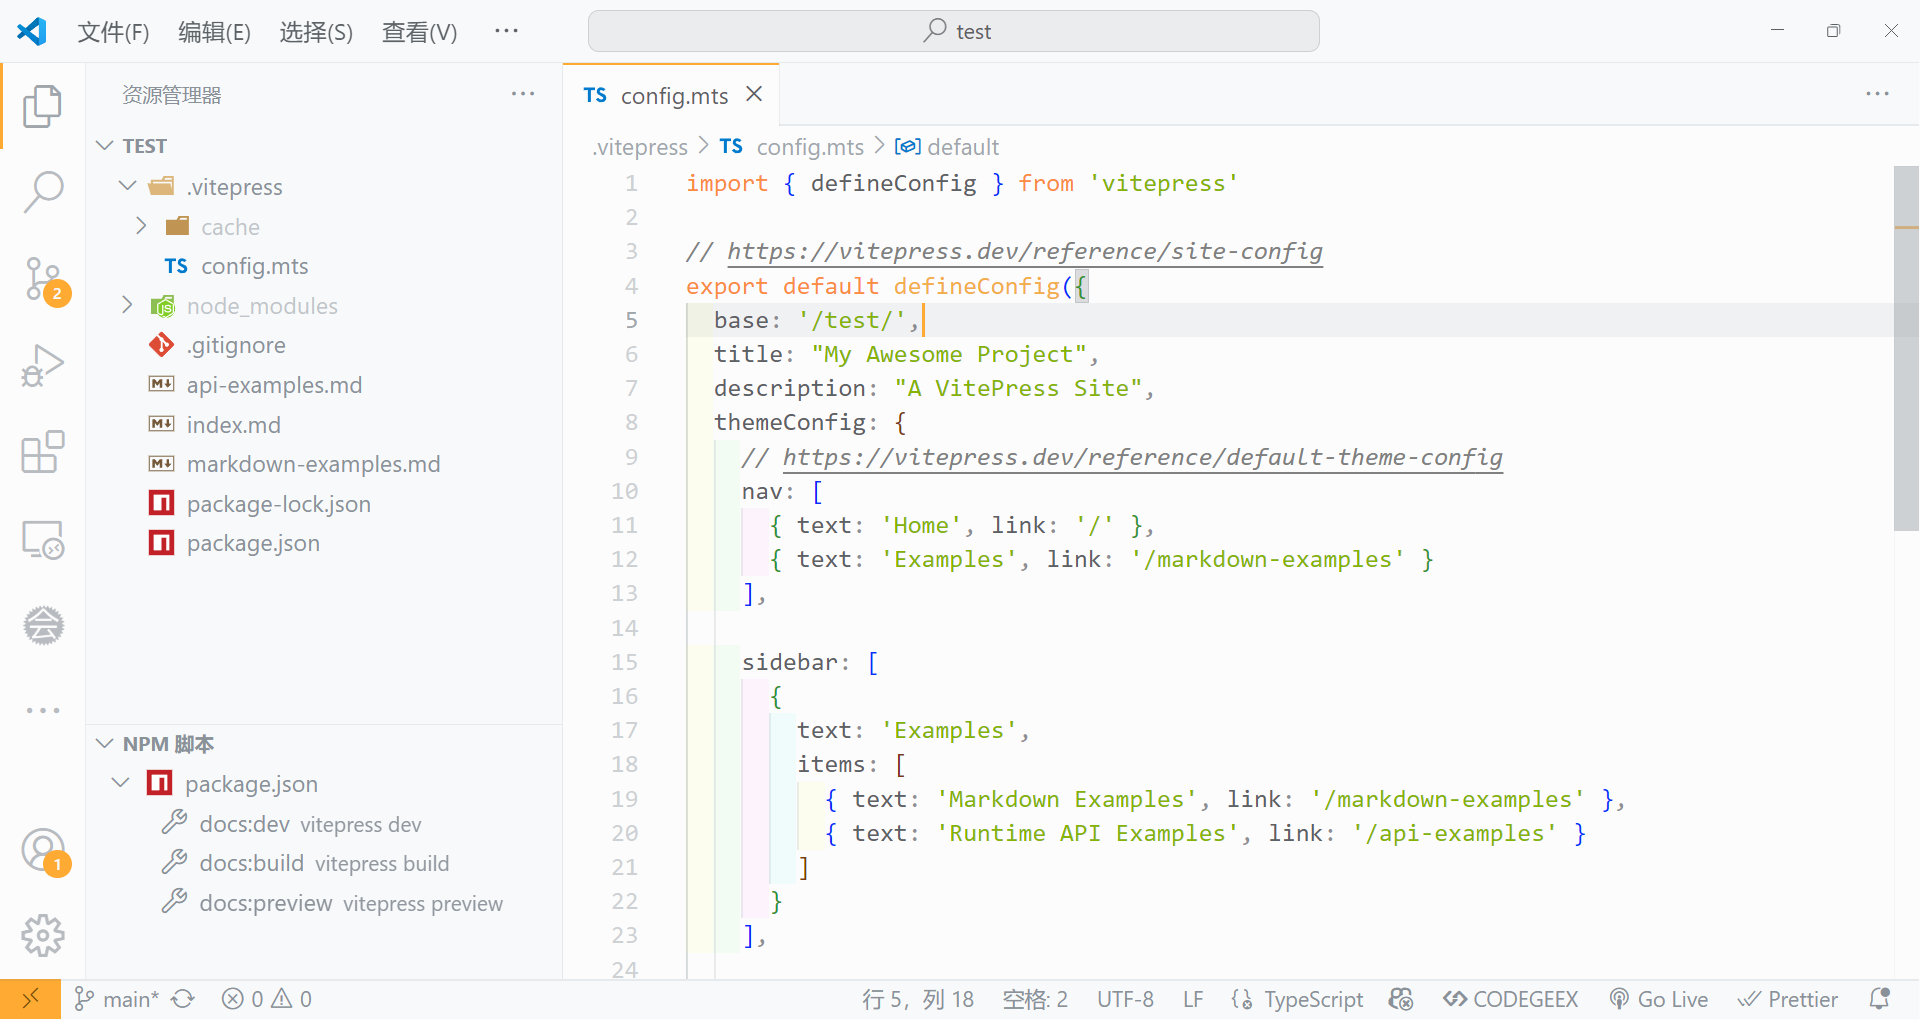 文件(F) 编辑(E) 选择(S) 查看(V) ··· test
资源管理器 ···
TEST
.vitepress
cache
TS config.mts
node_modules
.gitignore
api-examples.md
index.md
markdown-examples.md
package-lock.json
package.json
2
1
NPM 脚本
package.json
docs:dev vitepress dev
docs:build vitepress build
docs:preview vitepress preview
TS config.mts ···
.vitepress > TS config.mts > default
1 import { defineConfig } from 'vitepress'
2
3 // https://vitepress.dev/reference/site-config
4 export default defineConfig({
5 base: '/test/',
6 title: "My Awesome Project",
7 description: "A VitePress Site",
8 themeConfig: {
9 // https://vitepress.dev/reference/default-theme-config
10 nav: [
11 { text: 'Home', link: '/' },
12 { text: 'Examples', link: '/markdown-examples' }
13 ],
14
15 sidebar: [
16 {
17 text: 'Examples',
18 items: [
19 { text: 'Markdown Examples', link: '/markdown-examples' },
20 { text: 'Runtime API Examples', link: '/api-examples' }
21 ]
22 }
23 ],
24
main* 0 0 行 5，列 18 空格: 2 UTF-8 LF TypeScript CODEGEEX Go Live Prettier